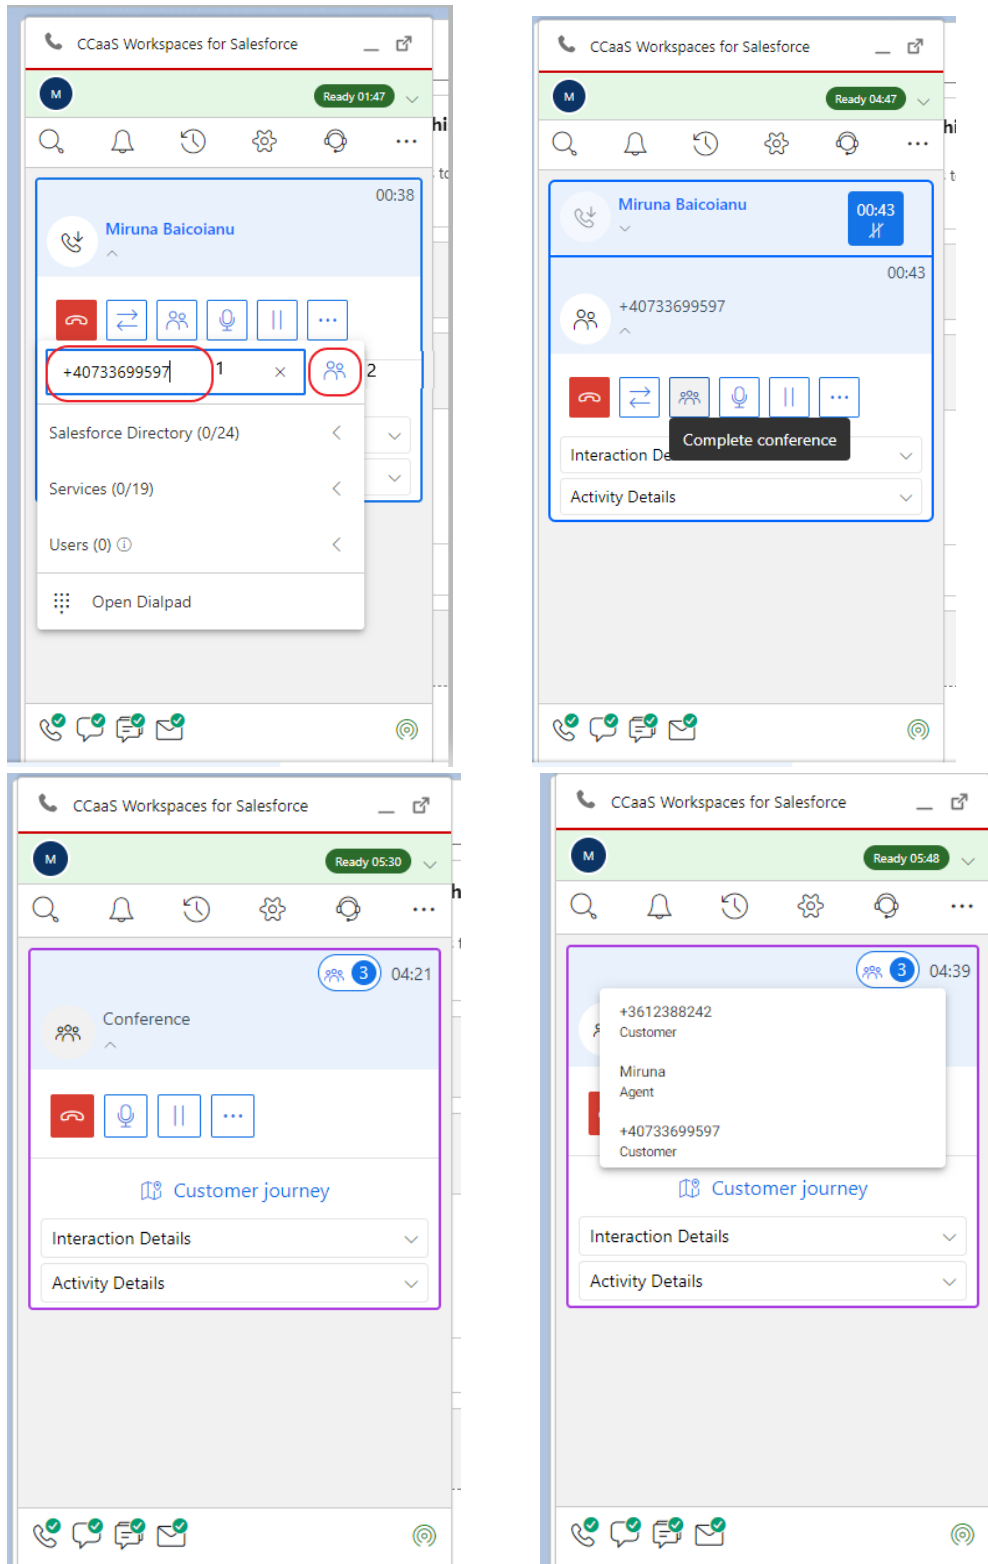 CCaaS Workspaces for Salesforce
M
Ready 01:47
hi
to
00:38
Miruna Baicoianu
+40733699597
1
2
Salesforce Directory (0/24)
Services (0/19)
Users (0)
Open Dialpad
CCaaS Workspaces for Salesforce
M
Ready 04:47
hi
t
Miruna Baicoianu
00:43
00:43
+40733699597
Complete conference
Interaction De
Activity Details
CCaaS Workspaces for Salesforce
M
Ready 05:30
h
3
04:21
Conference
Customer journey
Interaction Details
Activity Details
CCaaS Workspaces for Salesforce
M
Ready 05:48
3
04:39
+3612388242
Customer
Miruna
Agent
+40733699597
Customer
Customer journey
Interaction Details
Activity Details